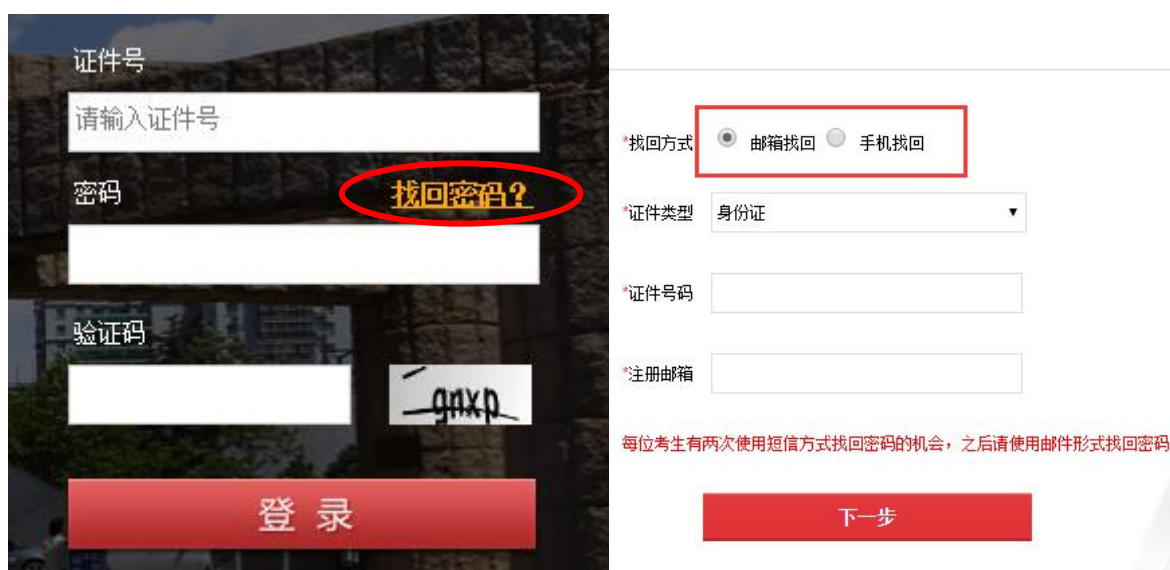 证件号
请输入证件号
密码
找回密码？
验证码
gnxp
登 录
*找回方式 邮箱找回 手机找回
*证件类型 身份证
*证件号码
*注册邮箱
每位考生有两次使用短信方式找回密码的机会，之后请使用邮件形式找回密码
下一步